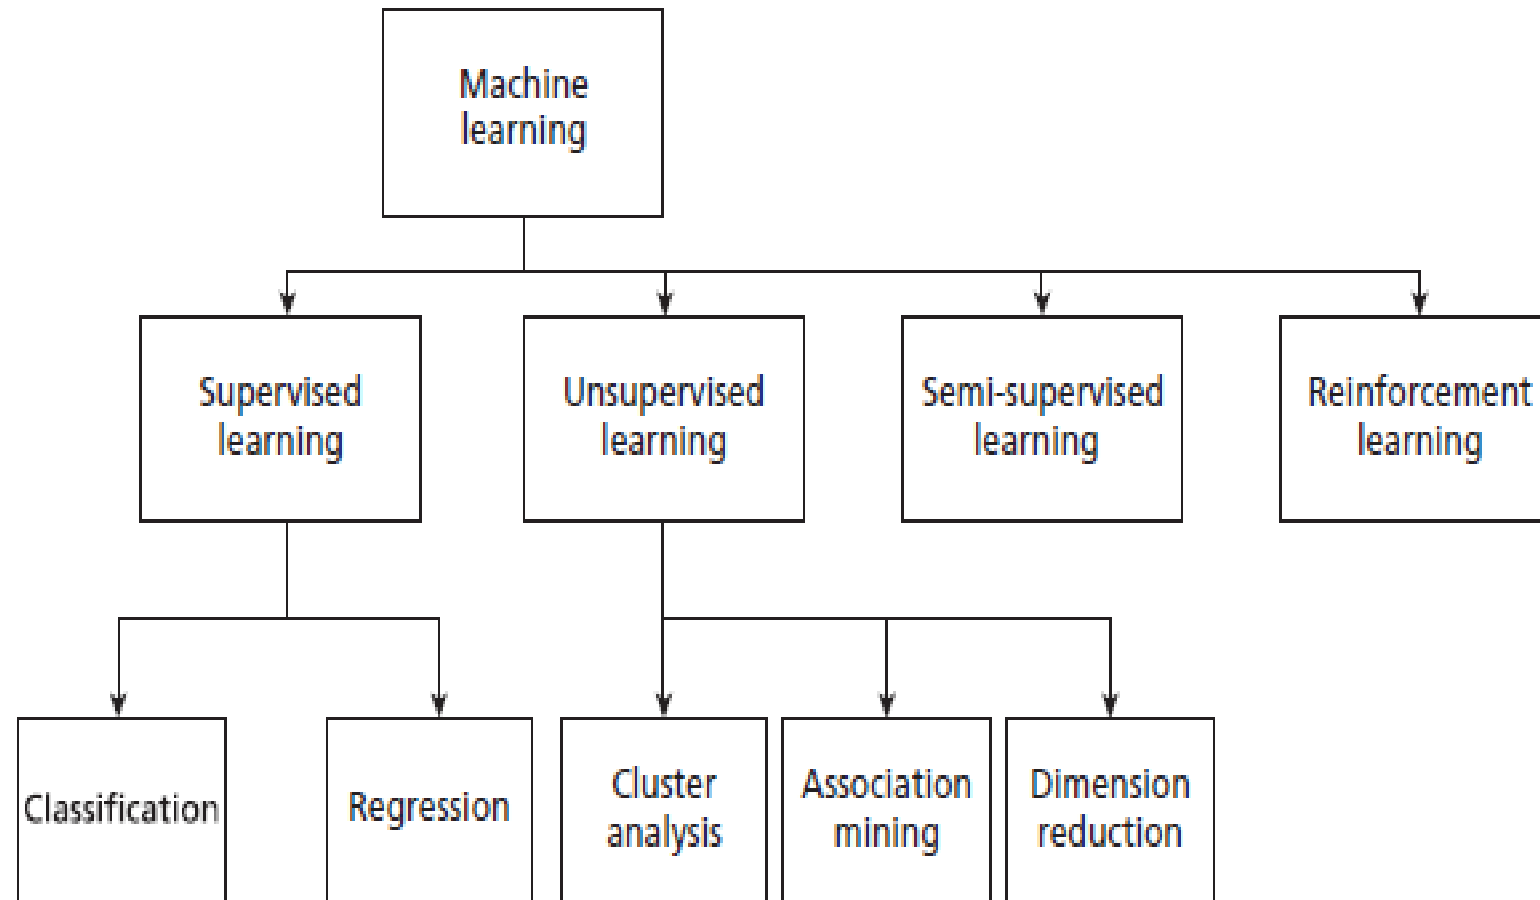 Machine
learning
Supervised
learning
Unsupervised
learning
Semi-supervised
learning
Reinforcement
learning
Classification
Regression
Cluster
analysis
Association
mining
Dimension
reduction